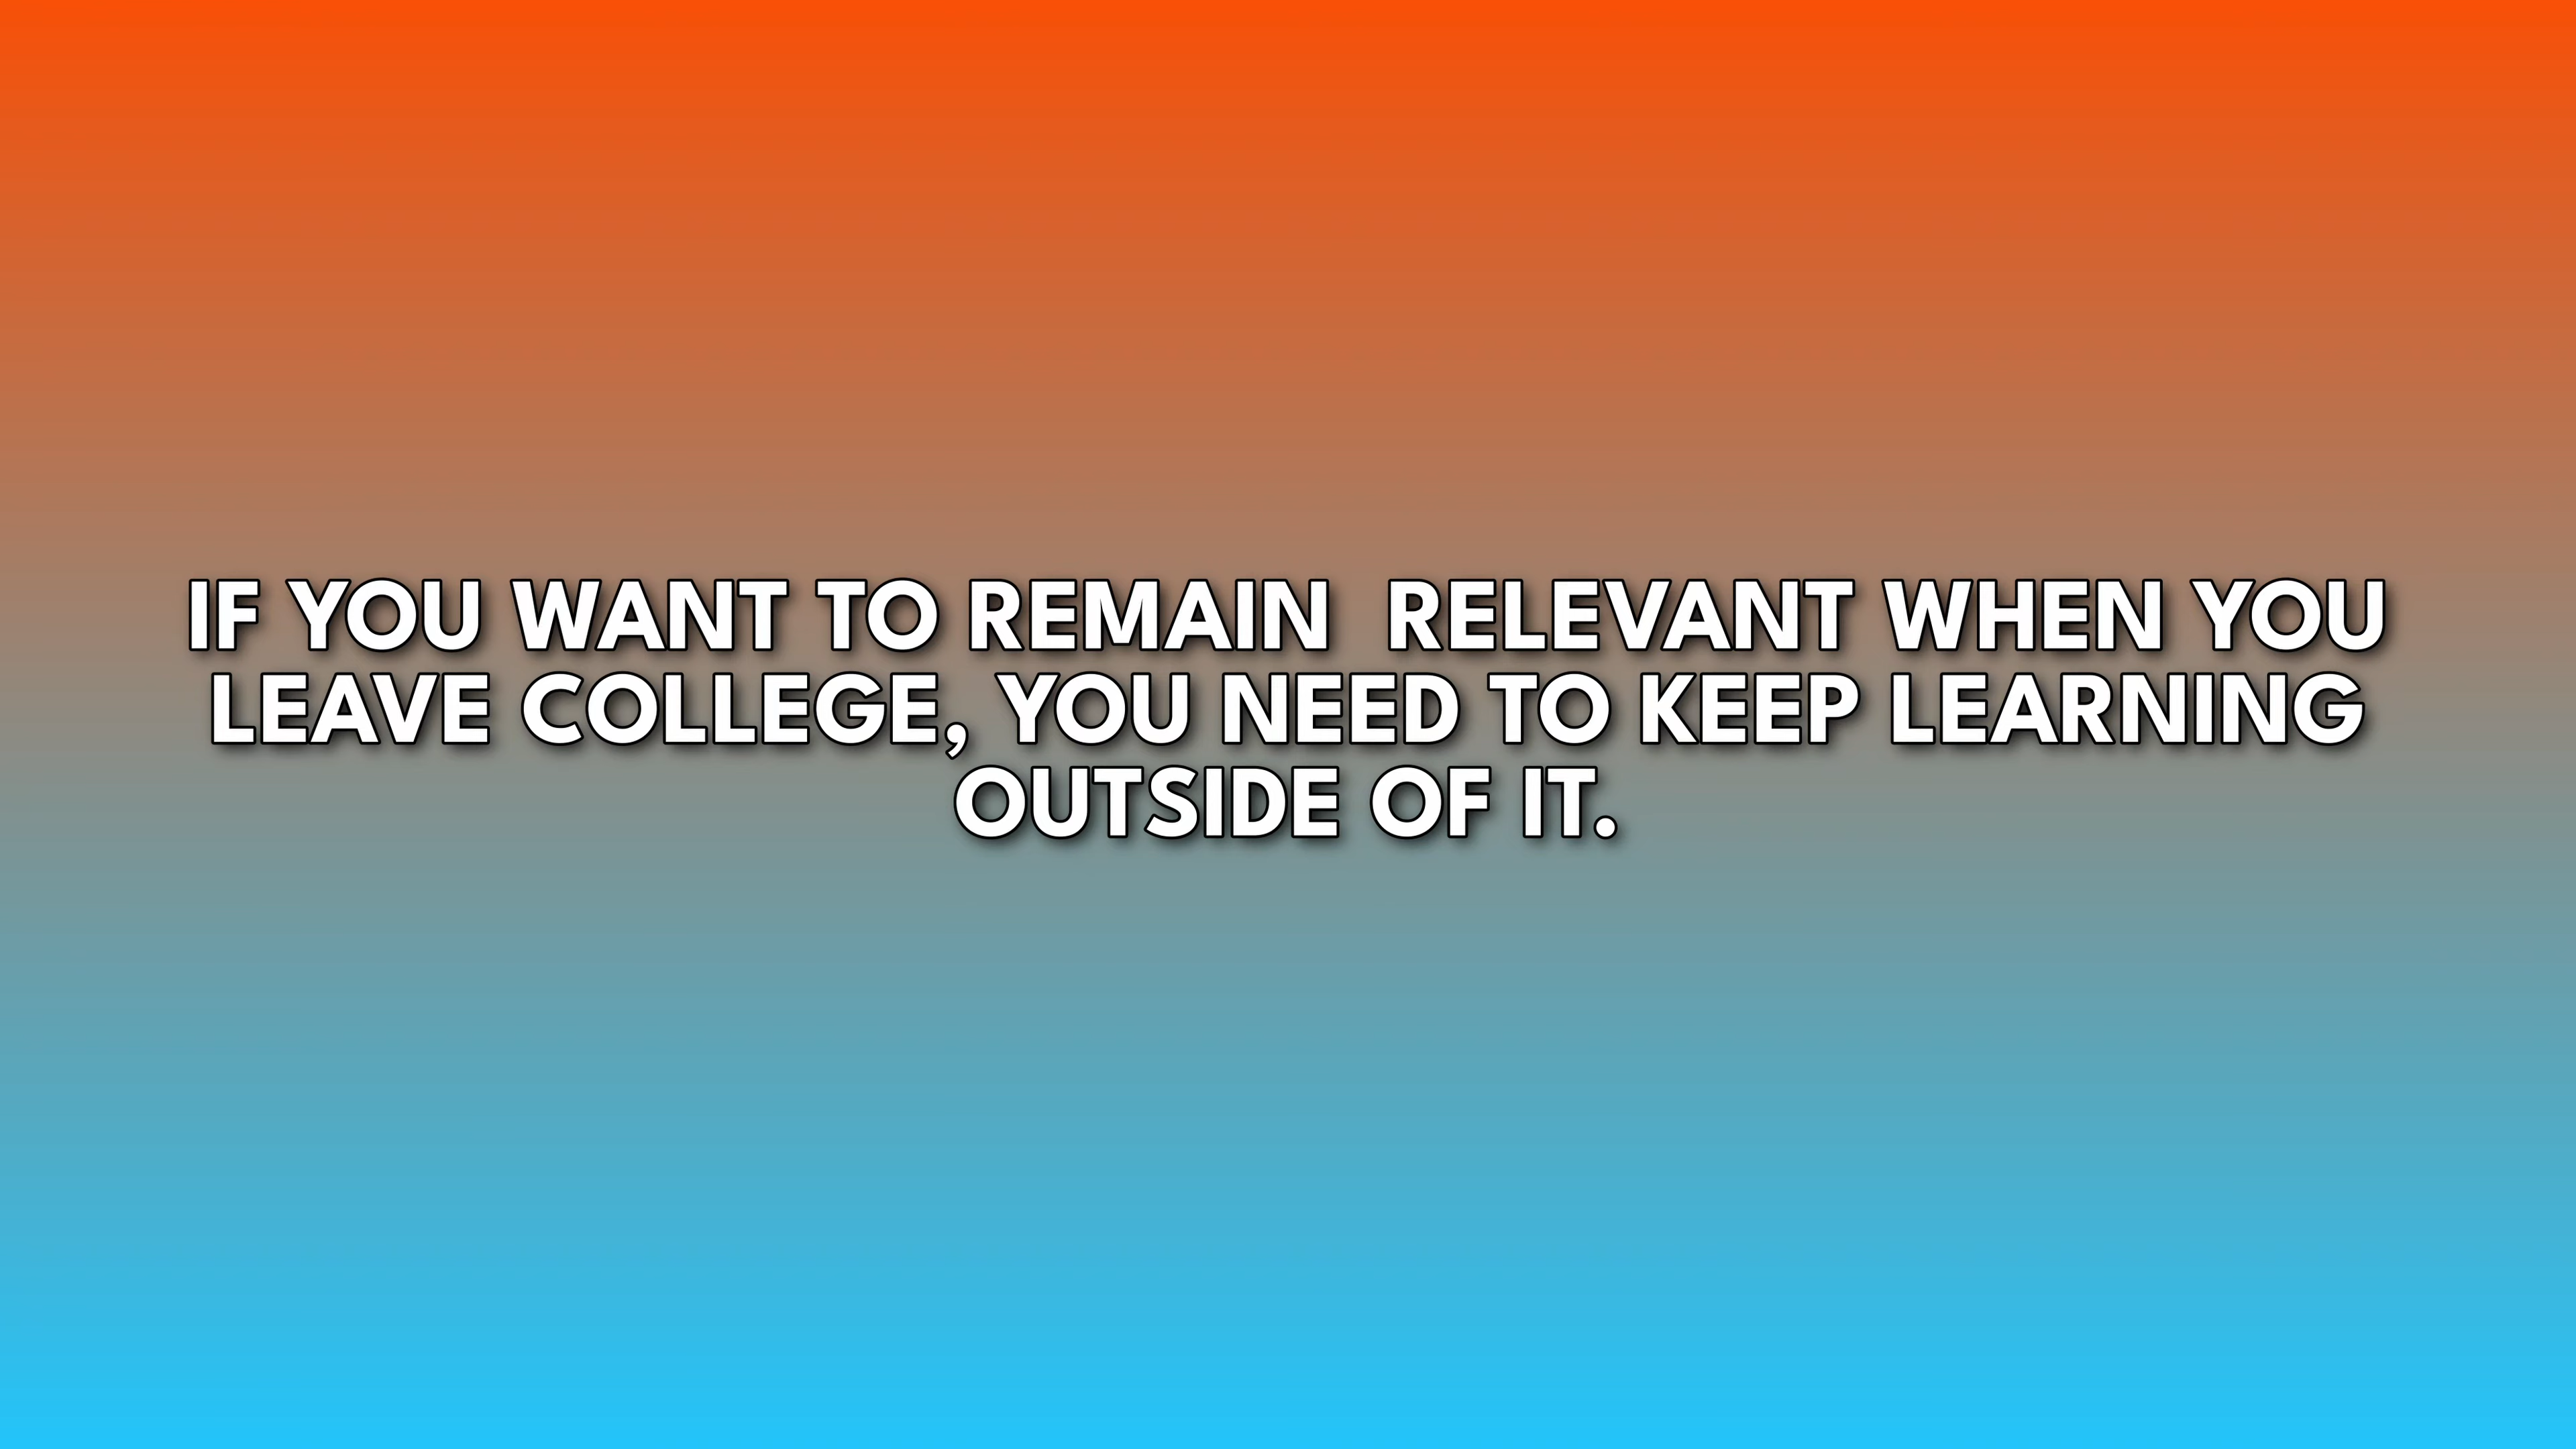 IF YOU WANT TO REMAIN  RELEVANT WHEN YOU
LEAVE COLLEGE, YOU NEED TO KEEP LEARNING
OUTSIDE OF IT.